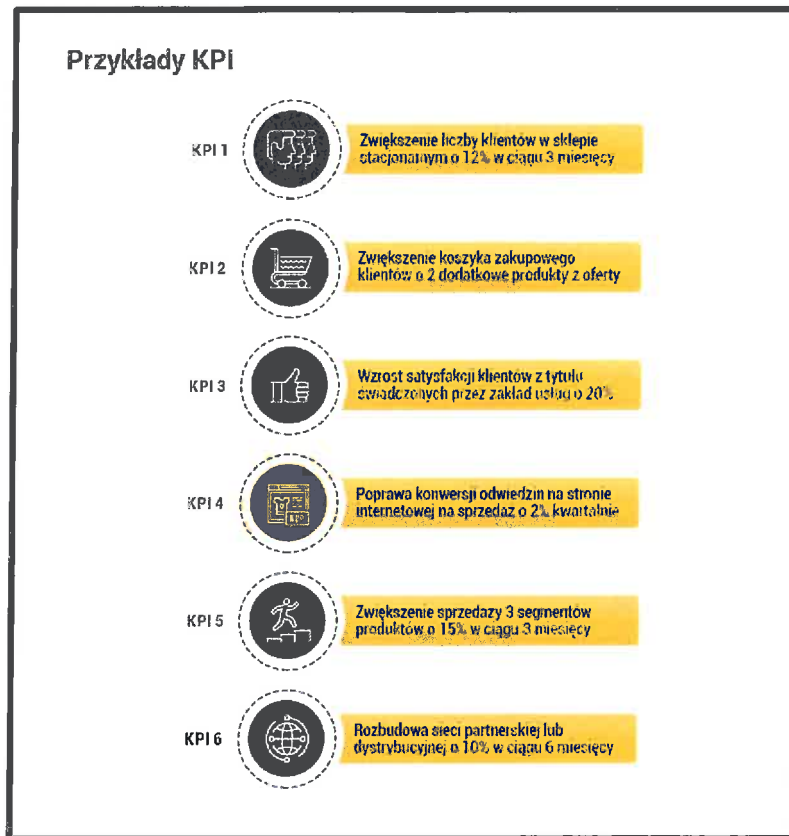 Przykłady KPI
KPI 1
Zwiększenie liczby klientów w sklepie
stacjonarnym o 12% w ciągu 3 miesięcy
KPI 2
Zwiększenie koszyka zakupowego
klientów o 2 dodatkowe produkty z oferty
KPI 3
Wzrost satysfakcji klientów z tytułu
świadczonych przez zakład usług o 20%
KPI 4
Poprawa konwersji odwiedzin na stronie
internetowej na sprzedaż o 2% kwartalnie
KPI 5
Zwiększenie sprzedaży 3 segmentów
produktów o 15% w ciągu 3 miesięcy
KPI 6
Rozbudowa sieci partnerskiej lub
dystrybucyjnej o 10% w ciągu 6 miesięcy